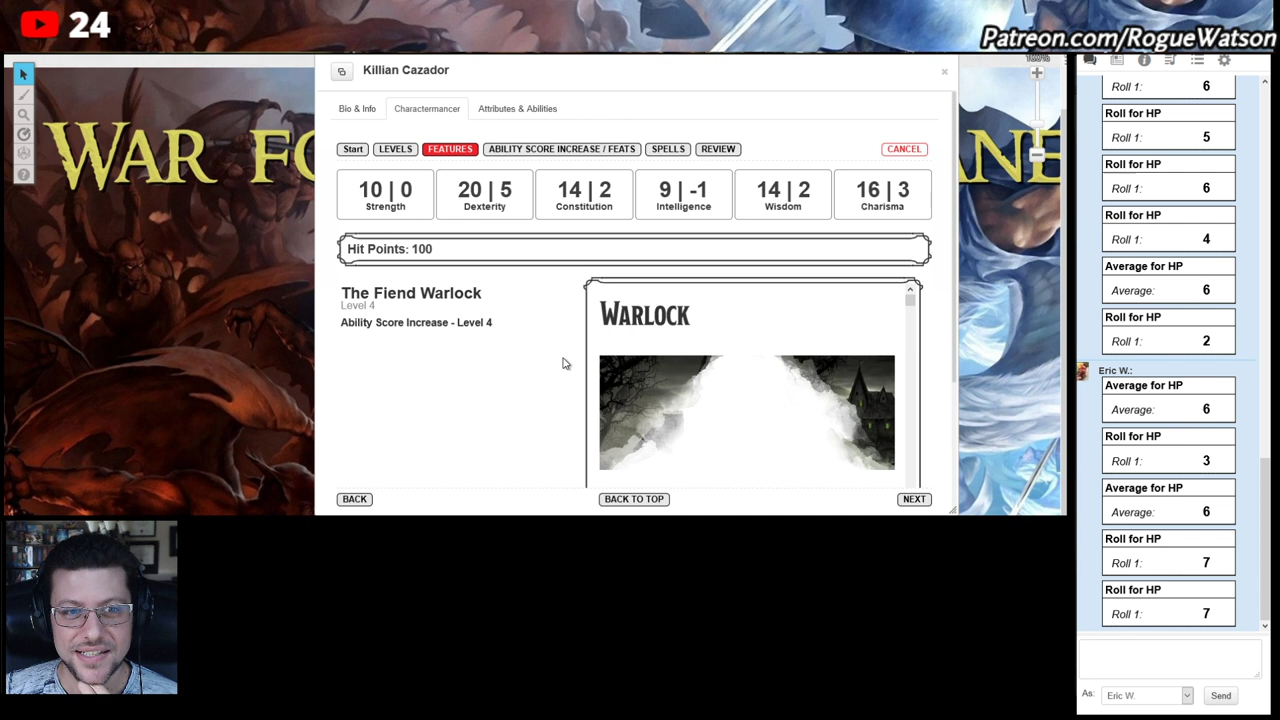 24
Patreon.com/RogueWatson
Killian Cazador
Bio & Info
Charactermancer
Attributes & Abilities
Start
LEVELS
FEATURES
ABILITY SCORE INCREASE / FEATS
SPELLS
REVIEW
CANCEL
10 | 0
Strength
20 | 5
Dexterity
14 | 2
Constitution
9 | -1
Intelligence
14 | 2
Wisdom
16 | 3
Charisma
Hit Points: 100
The Fiend Warlock
Level 4
Ability Score Increase - Level 4
WARLOCK
BACK
BACK TO TOP
NEXT
WAR
Roll 1: 6
Roll for HP
Roll 1: 5
Roll for HP
Roll 1: 6
Roll for HP
Roll 1: 4
Average for HP
Average: 6
Roll for HP
Roll 1: 2
Eric W.:
Average for HP
Average: 6
Roll for HP
Roll 1: 3
Average for HP
Average: 6
Roll for HP
Roll 1: 7
Roll for HP
Roll 1: 7
As:
Eric W.
Send